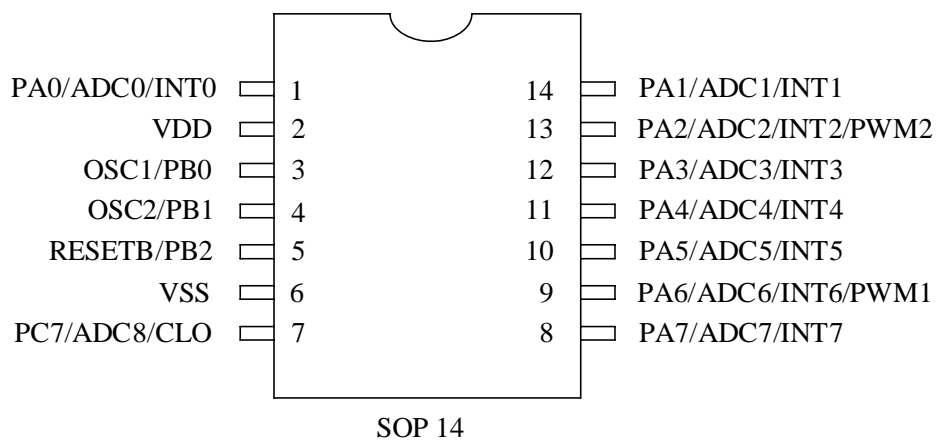 PA0/ADC0/INT0 1 14 PA1/ADC1/INT1
VDD 2 13 PA2/ADC2/INT2/PWM2
OSC1/PB0 3 12 PA3/ADC3/INT3
OSC2/PB1 4 11 PA4/ADC4/INT4
RESETB/PB2 5 10 PA5/ADC5/INT5
VSS 6 9 PA6/ADC6/INT6/PWM1
PC7/ADC8/CLO 7 8 PA7/ADC7/INT7
SOP 14